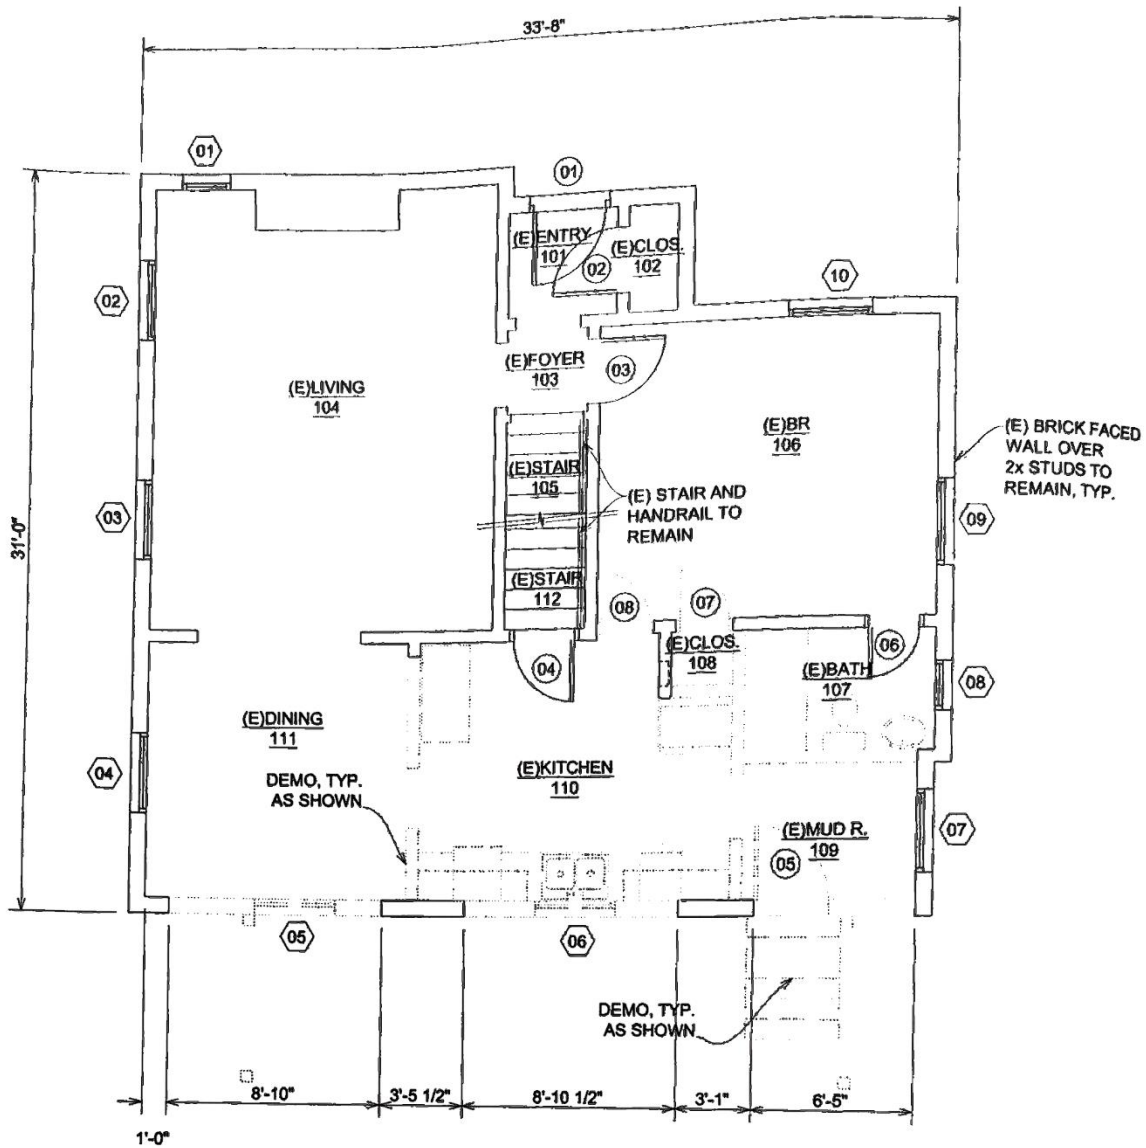 33'-8"
01
01
(E)ENTRY
101
(E)CLOS.
102
02
02
10
31'-0"
(E)FOYER
103
03
(E)LIVING
104
(E)BR
106
(E) BRICK FACED
WALL OVER
2x STUDS TO
REMAIN, TYP.
(E)STAIR
105
(E) STAIR AND
HANDRAIL TO
REMAIN
03
09
(E)STAIR
112
08
07
(E)CLOS.
108
04
06
(E)BATH
107
08
(E)DINING
111
04
DEMO, TYP.
AS SHOWN
(E)KITCHEN
110
(E)MUD R.
109
05
07
05
06
DEMO, TYP.
AS SHOWN
8'-10"
3'-5 1/2"
8'-10 1/2"
3'-1"
6'-5"
1'-0"